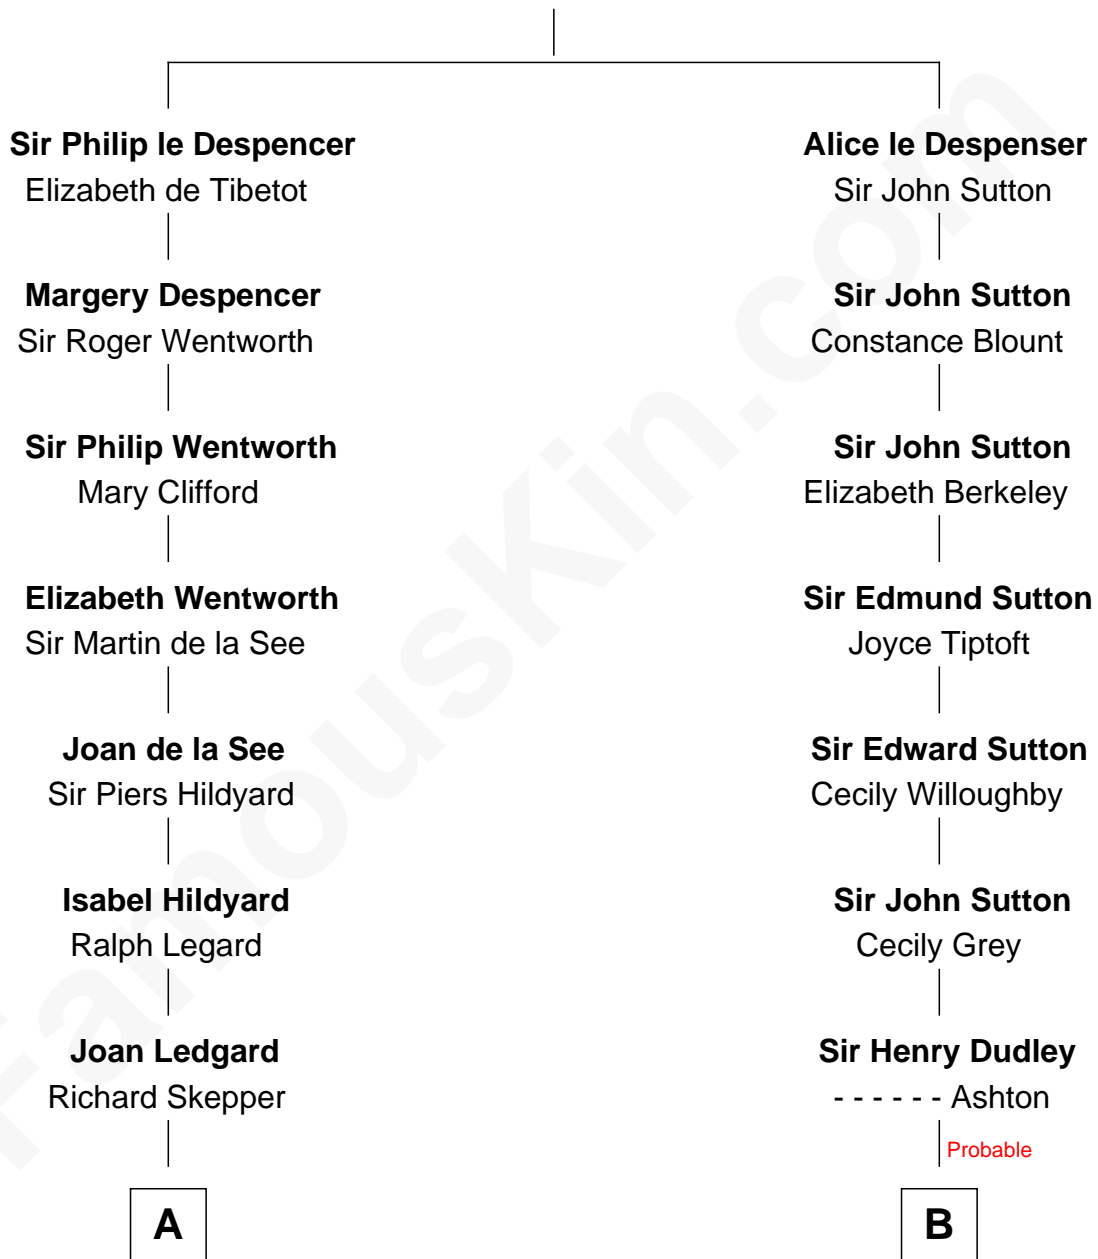 Sir Philip le Despencer
Elizabeth de Tibetot
Margery Despencer
Sir Roger Wentworth
Sir Philip Wentworth
Mary Clifford
Elizabeth Wentworth
Sir Martin de la See
Joan de la See
Sir Piers Hildyard
Isabel Hildyard
Ralph Legard
Joan Ledgard
Richard Skepper
A
Alice le Despenser
Sir John Sutton
Sir John Sutton
Constance Blount
Sir John Sutton
Elizabeth Berkeley
Sir Edmund Sutton
Joyce Tiptoft
Sir Edward Sutton
Cecily Willoughby
Sir John Sutton
Cecily Grey
Sir Henry Dudley
- - - - - - Ashton
Probable
B
FamousKin.com